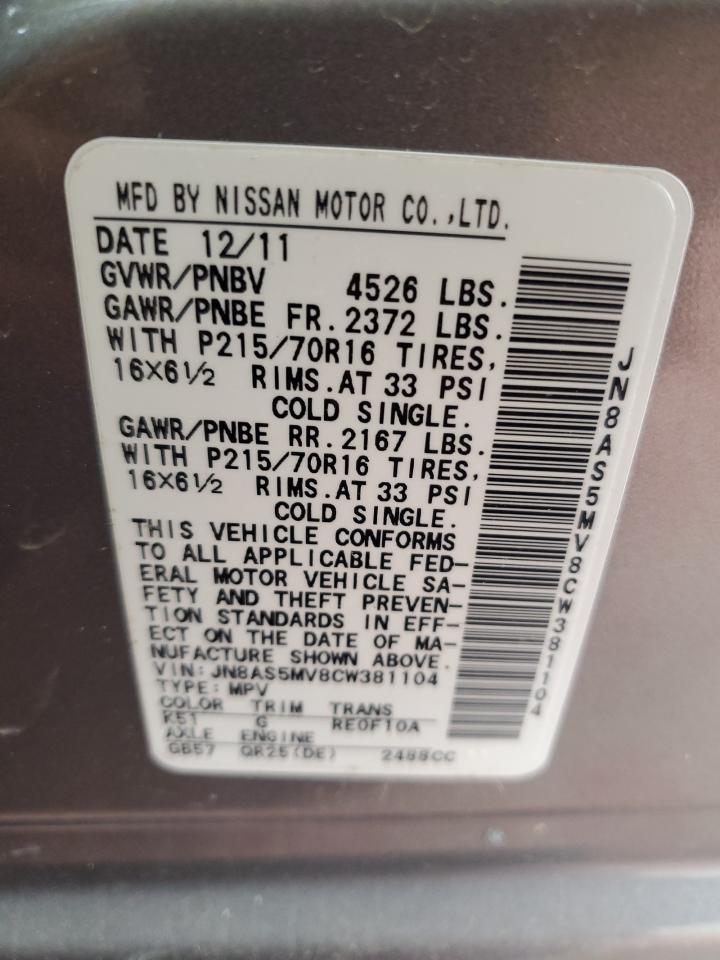 MFD BY NISSAN MOTOR CO.,LTD.
DATE 12/11
GVWR/PNBV 4526 LBS.
GAWR/PNBE FR.2372 LBS.
WITH P215/70R16 TIRES,
16X6½ RIMS.AT 33 PSI
COLD SINGLE.
GAWR/PNBE RR.2167 LBS.
WITH P215/70R16 TIRES,
16X6½ RIMS.AT 33 PSI
COLD SINGLE.
THIS VEHICLE CONFORMS
TO ALL APPLICABLE FED-
ERAL MOTOR VEHICLE SA-
FETY AND THEFT PREVEN-
TION STANDARDS IN EFF-
ECT ON THE DATE OF MA-
NUFACTURE SHOWN ABOVE.
VIN:JN8AS5MV8CW381104
TYPE:MPV
COLOR TRIM TRANS
K51 G RE0F10A
AXLE ENGINE
GB57 QR25(DE) 2488CC
JN8AS5MV8CW381104